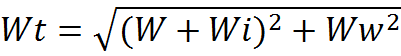 Wt = √((W + Wi)² + Ww²)